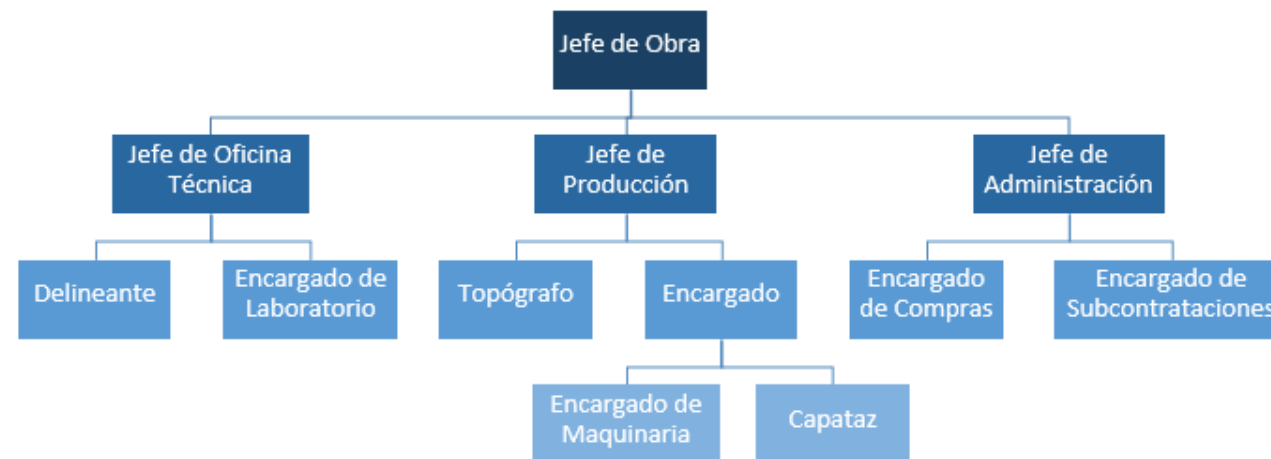 Jefe de Obra
Jefe de Oficina
Técnica
Jefe de
Producción
Jefe de
Administración
Delineante
Encargado de
Laboratorio
Topógrafo
Encargado
Encargado
de Compras
Encargado de
Subcontrataciones
Encargado de
Maquinaria
Capataz